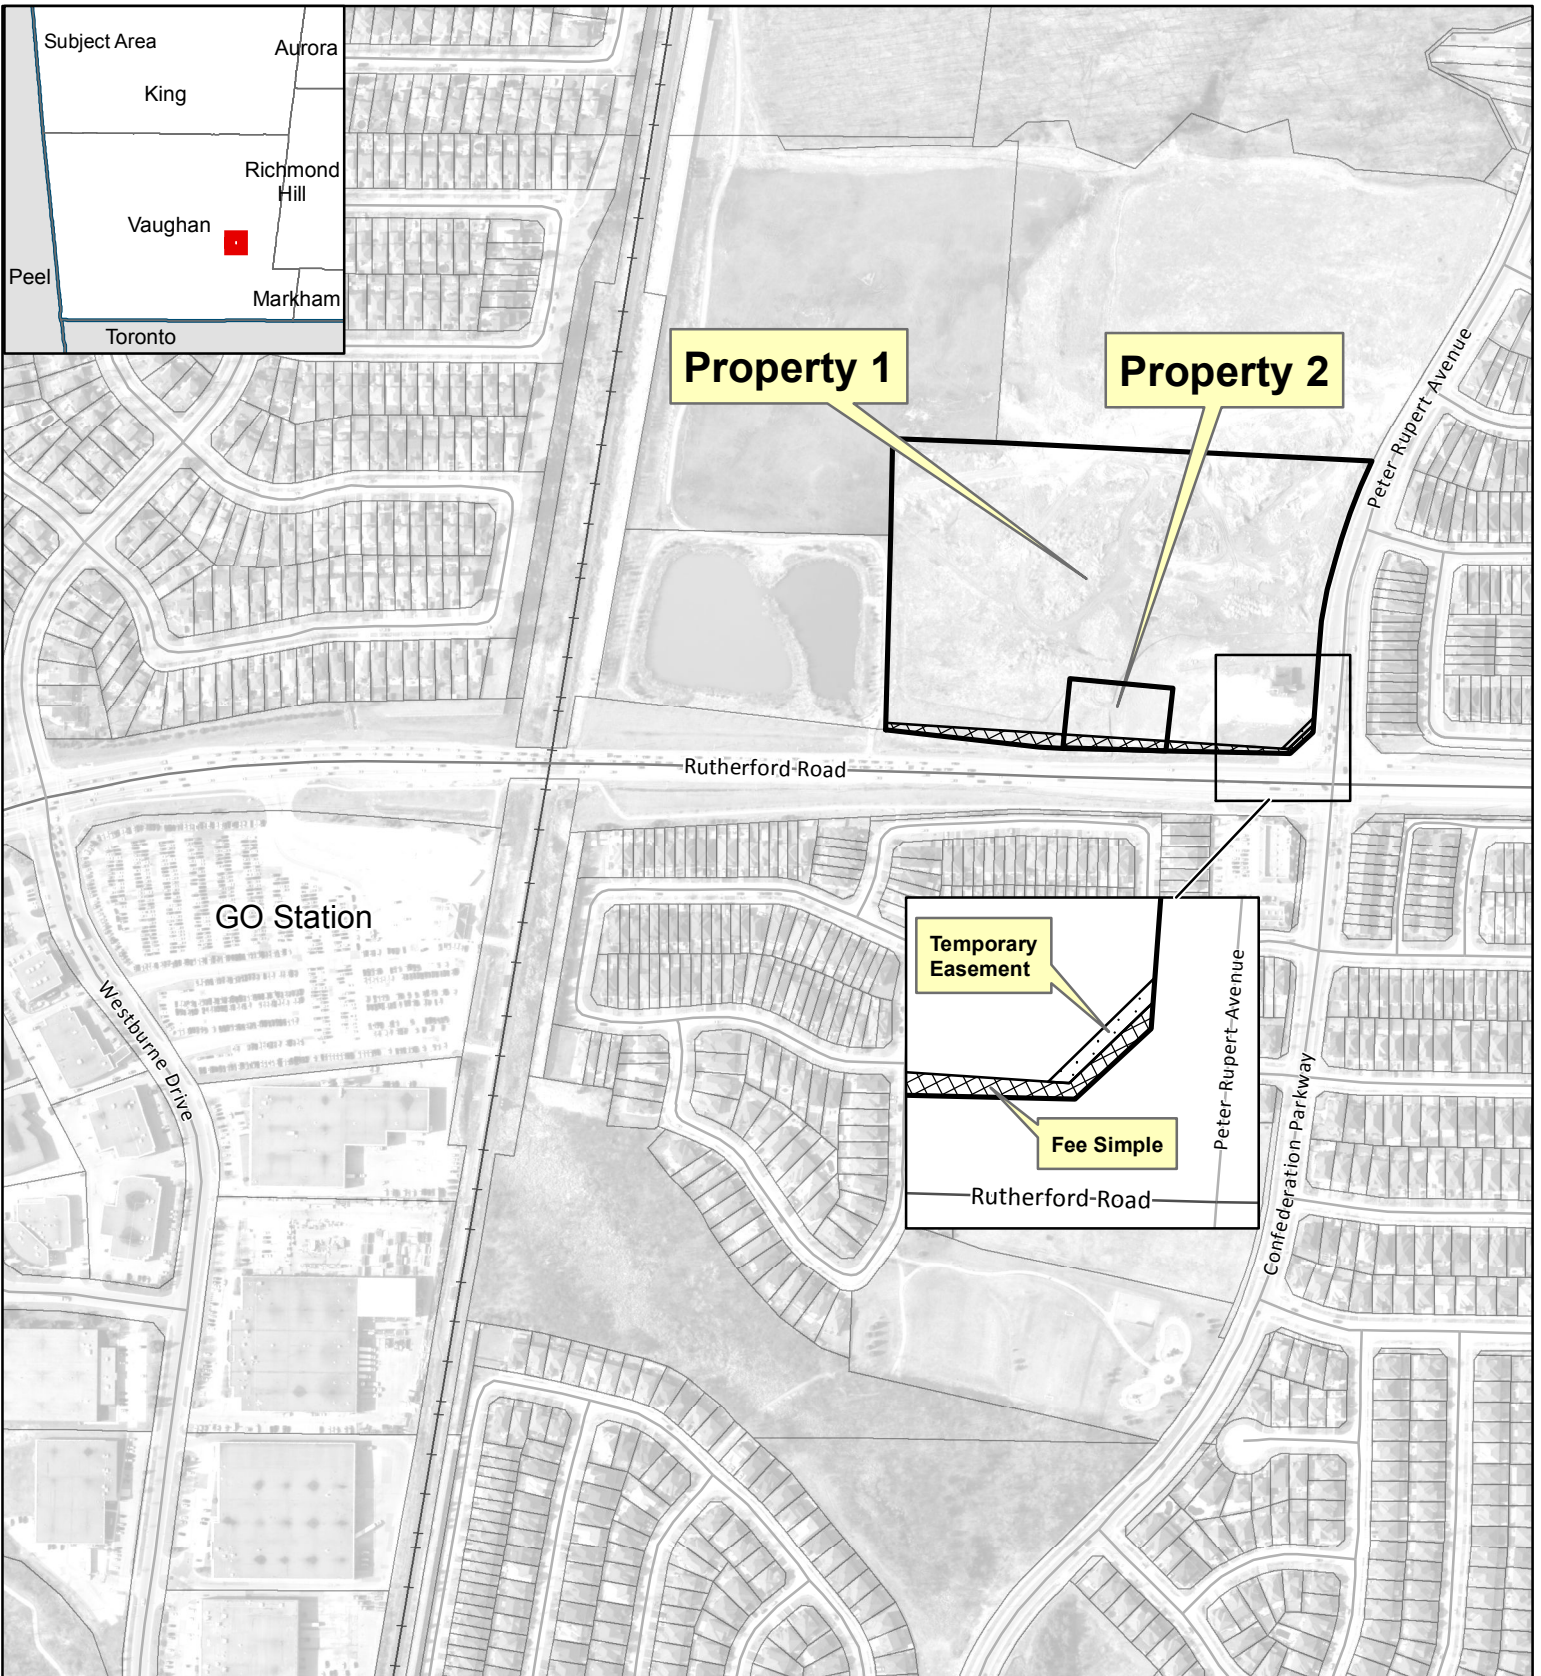 Subject Area
Aurora
King
Richmond
Hill
Vaughan
Peel
Markham
Toronto
Property 1
Property 2
Peter Rupert Avenue
Rutherford Road
GO Station
Westburne Drive
Temporary
Easement
Peter Rupert Avenue
Fee Simple
Rutherford Road
Confederation Parkway